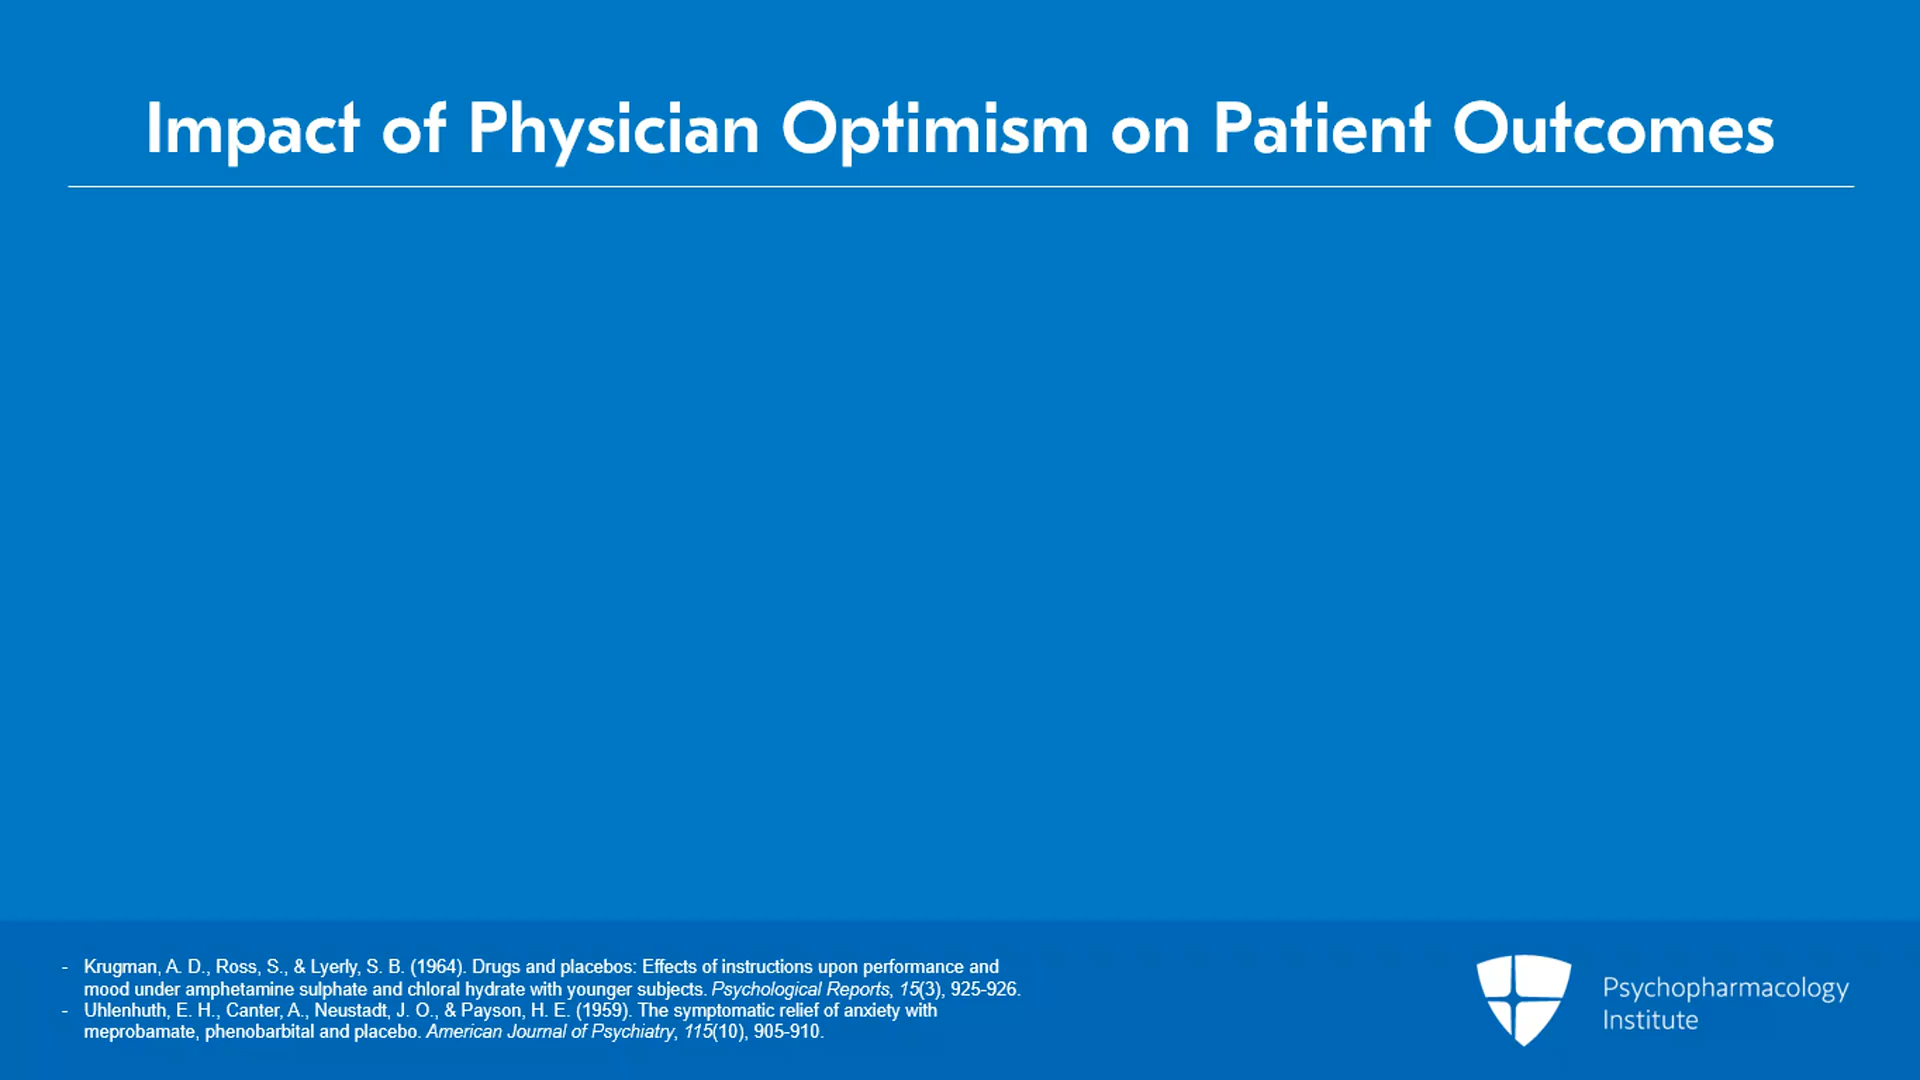 Impact of Physician Optimism on Patient Outcomes
- Krugman, A. D., Ross, S., & Lyerly, S. B. (1964). Drugs and placebos: Effects of instructions upon performance and
mood under amphetamine sulphate and chloral hydrate with younger subjects. Psychological Reports, 15(3), 925-926.
- Uhlenhuth, E. H., Canter, A., Neustadt, J. O., & Payson, H. E. (1959). The symptomatic relief of anxiety with
meprobamate, phenobarbital and placebo. American Journal of Psychiatry, 115(10), 905-910.
Psychopharmacology
Institute